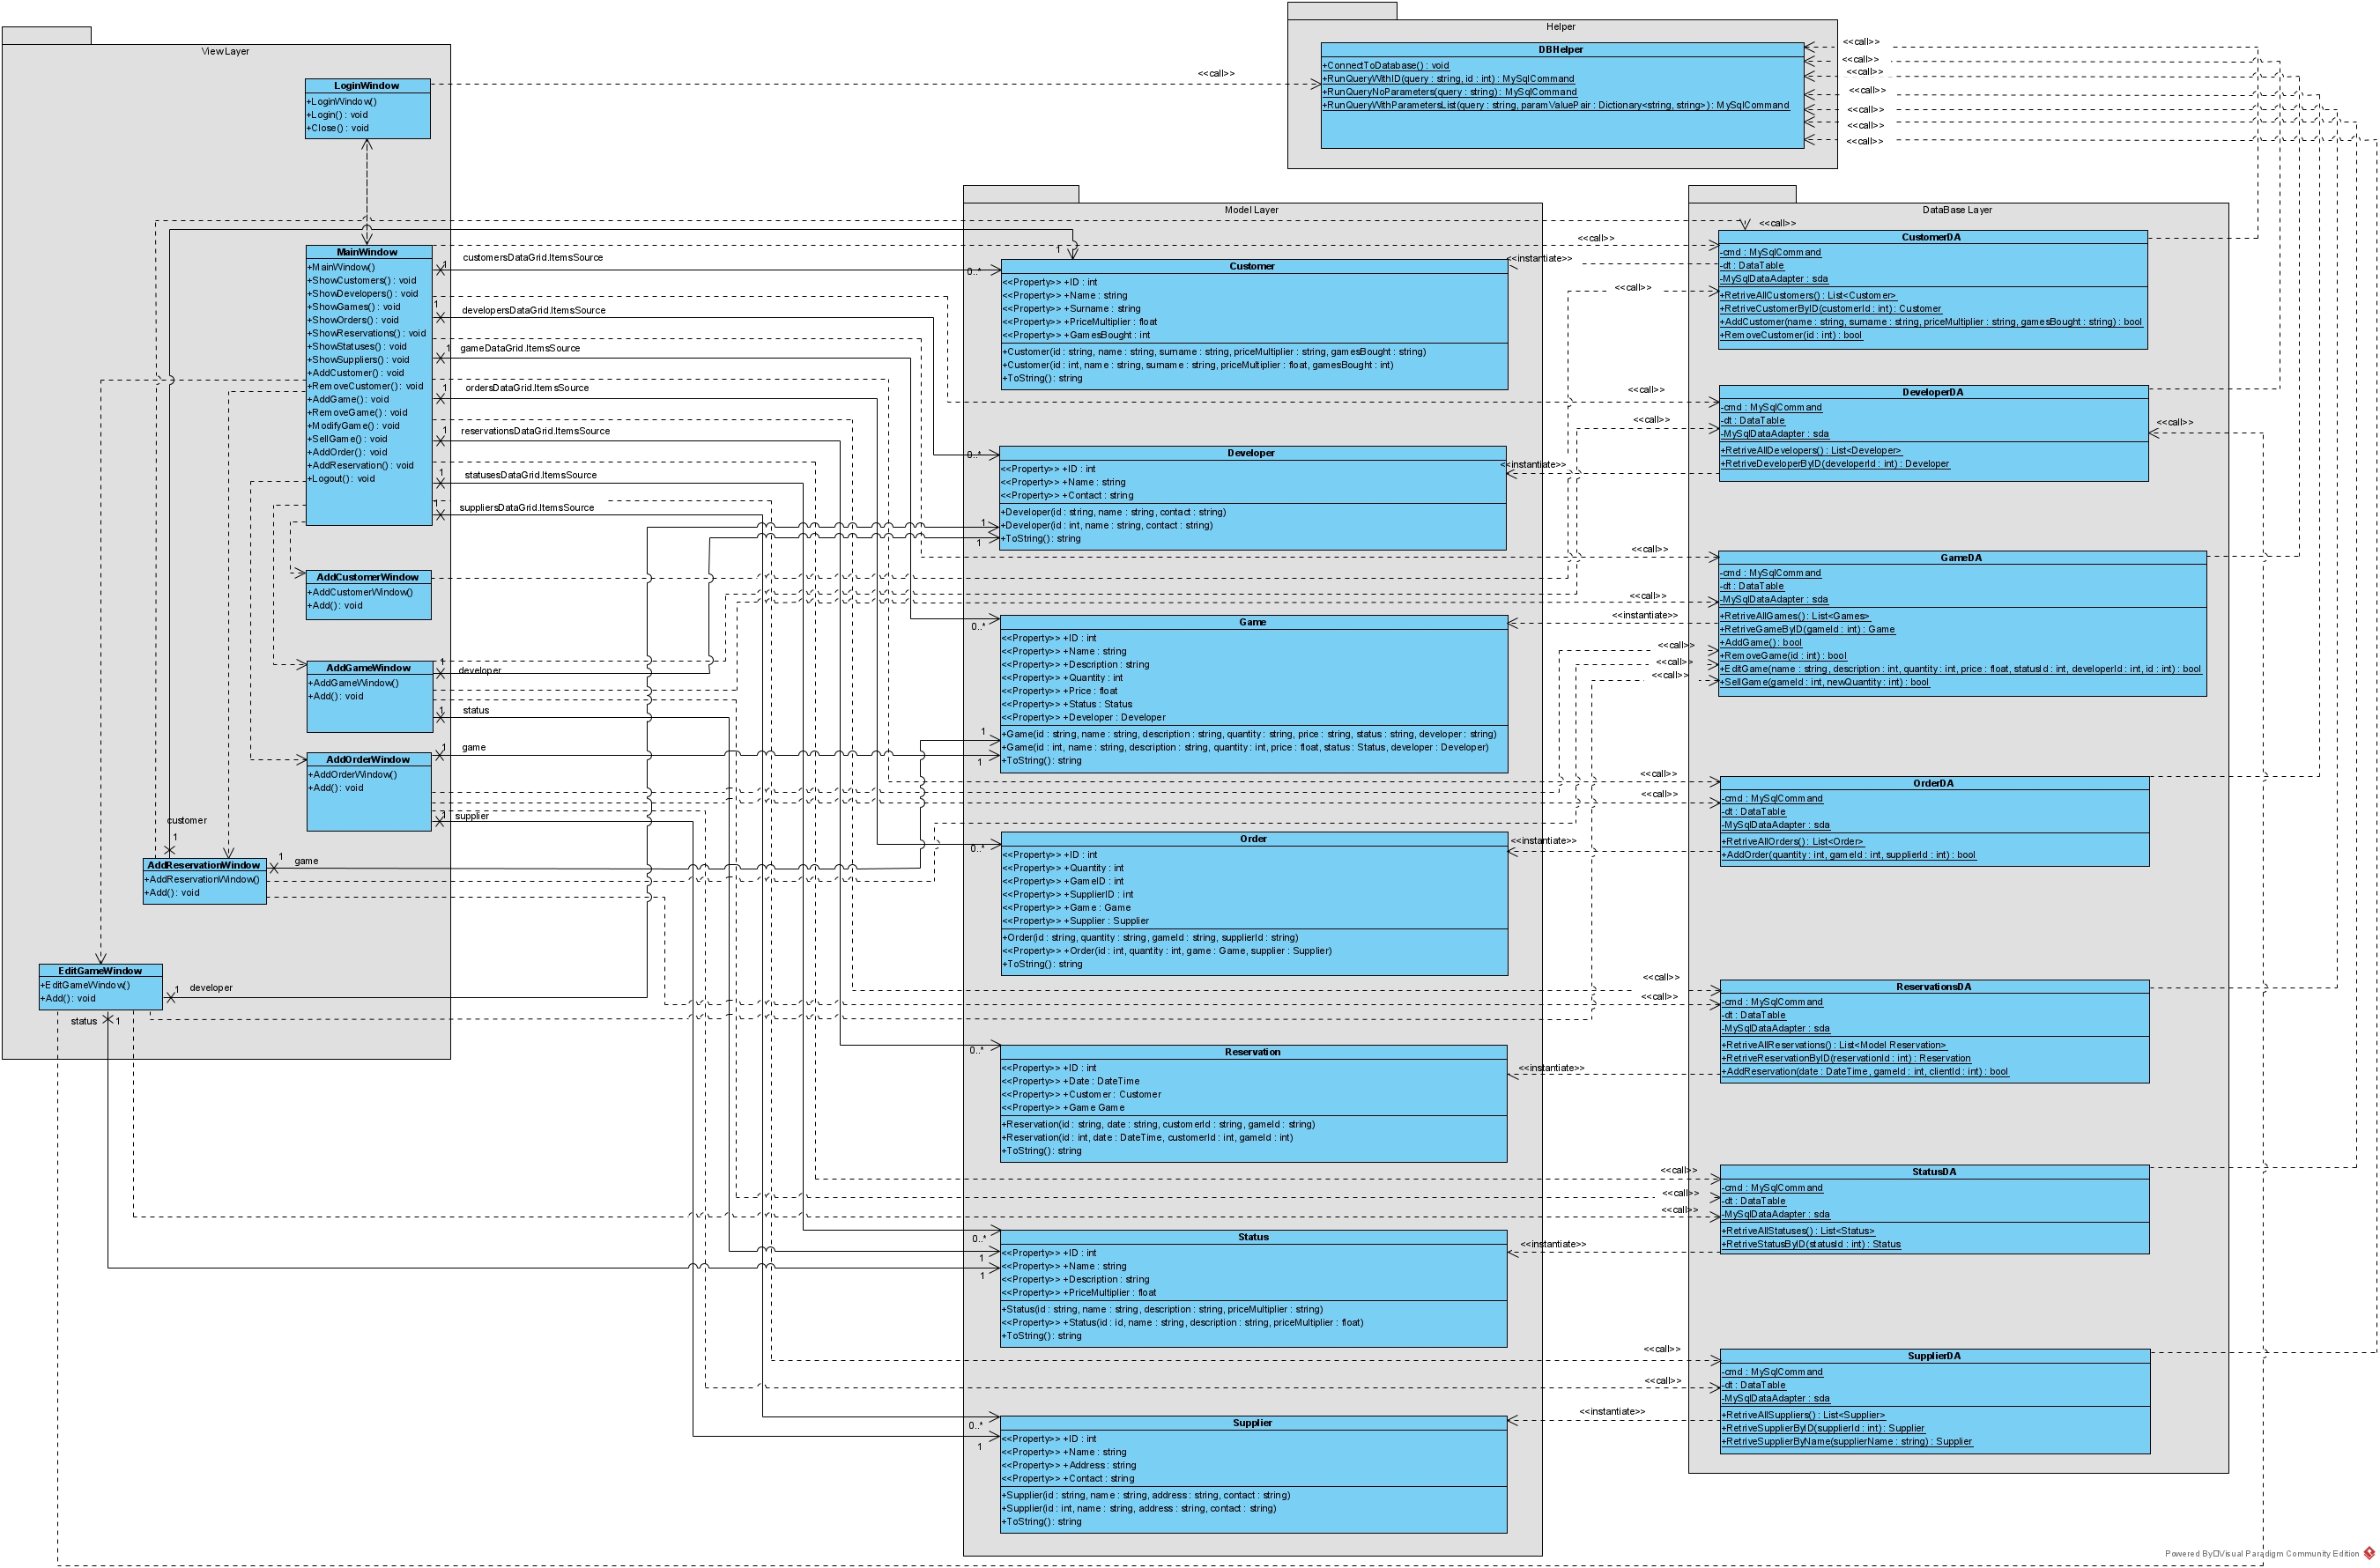 View Layer
LoginWindow
+LoginWindow()
+Login() : void
+Close() : void
MainWindow
+MainWindow()
+ShowCustomers() : void
+ShowDevelopers() : void
+ShowGames() : void
+ShowOrders() : void
+ShowReservations() : void
+ShowStatuses() : void
+ShowSuppliers() : void
+AddCustomer() : void
+RemoveCustomer() : void
+AddGame() : void
+RemoveGame() : void
+ModifyGame() : void
+SellGame() : void
+AddOrder() : void
+AddReservation() : void
+Logout() : void
AddCustomerWindow
+AddCustomerWindow()
+Add() : void
AddGameWindow
+AddGameWindow()
+Add() : void
AddOrderWindow
+AddOrderWindow()
+Add() : void
AddReservationWindow
+AddReservationWindow()
+Add() : void
EditGameWindow
+EditGameWindow()
+Add() : void
1
customersDataGrid.ItemsSource
0..*
1
developersDataGrid.ItemsSource
0..*
1
gameDataGrid.ItemsSource
0..*
1
ordersDataGrid.ItemsSource
0..*
1
reservationsDataGrid.ItemsSource
0..*
1
statusesDataGrid.ItemsSource
0..*
1
suppliersDataGrid.ItemsSource
0..*
1
developer
1
1
status
1
1
game
1
1
supplier
1
customer
1
1
1
game
1
1
developer
1
status
1
1
Helper
DBHelper
+ConnectToDatabase() : void
+RunQueryWithID(query : string, id : int) : MySqlCommand
+RunQueryNoParameters(query : string) : MySqlCommand
+RunQueryWithParametersList(query : string, paramValuePair : Dictionary<string, string>) : MySqlCommand
<<call>>
<<call>>
<<call>>
<<call>>
<<call>>
<<call>>
<<call>>
<<call>>
Model Layer
Customer
<<Property>> +ID : int
<<Property>> +Name : string
<<Property>> +Surname : string
<<Property>> +PriceMultiplier : float
<<Property>> +GamesBought : int
+Customer(id : string, name : string, surname : string, priceMultiplier : string, gamesBought : string)
+Customer(id : int, name : string, surname : string, priceMultiplier : float, gamesBought : int)
+ToString() : string
Developer
<<Property>> +ID : int
<<Property>> +Name : string
<<Property>> +Contact : string
+Developer(id : string, name : string, contact : string)
+Developer(id : int, name : string, contact : string)
+ToString() : string
Game
<<Property>> +ID : int
<<Property>> +Name : string
<<Property>> +Description : string
<<Property>> +Quantity : int
<<Property>> +Price : float
<<Property>> +Status : Status
<<Property>> +Developer : Developer
+Game(id : string, name : string, description : string, quantity : string, price : string, status : string, developer : string)
+Game(id : int, name : string, description : string, quantity : int, price : float, status : Status, developer : Developer)
+ToString() : string
Order
<<Property>> +ID : int
<<Property>> +Quantity : int
<<Property>> +GameID : int
<<Property>> +SupplierID : int
<<Property>> +Game : Game
<<Property>> +Supplier : Supplier
+Order(id : string, quantity : string, gameId : string, supplierId : string)
<<Property>> +Order(id : int, quantity : int, game : Game, supplier : Supplier)
+ToString() : string
Reservation
<<Property>> +ID : int
<<Property>> +Date : DateTime
<<Property>> +Customer : Customer
<<Property>> +Game Game
+Reservation(id : string, date : string, customerId : string, gameId : string)
+Reservation(id : int, date : DateTime, customerId : int, gameId : int)
+ToString() : string
Status
<<Property>> +ID : int
<<Property>> +Name : string
<<Property>> +Description : string
<<Property>> +PriceMultiplier : float
+Status(id : string, name : string, description : string, priceMultiplier : string)
<<Property>> +Status(id : id, name : string, description : string, priceMultiplier : float)
+ToString() : string
Supplier
<<Property>> +ID : int
<<Property>> +Name : string
<<Property>> +Address : string
<<Property>> +Contact : string
+Supplier(id : string, name : string, address : string, contact : string)
+Supplier(id : int, name : string, address : string, contact : string)
+ToString() : string
<<call>>
<<call>>
<<instantiate>>
<<call>>
<<call>>
<<call>>
<<call>>
<<instantiate>>
<<call>>
<<call>>
<<instantiate>>
<<call>>
<<call>>
<<call>>
<<call>>
<<call>>
<<instantiate>>
<<call>>
<<call>>
<<instantiate>>
<<call>>
<<call>>
<<call>>
<<instantiate>>
<<call>>
<<call>>
<<instantiate>>
DataBase Layer
CustomerDA
-cmd : MySqlCommand
-dt : DataTable
-MySqlDataAdapter : sda
+RetriveAllCustomers() : List<Customer>
+RetriveCustomerByID(customerId : int) : Customer
+AddCustomer(name : string, surname : string, priceMultiplier : string, gamesBought : string) : bool
+RemoveCustomer(id : int) : bool
DeveloperDA
-cmd : MySqlCommand
-dt : DataTable
-MySqlDataAdapter : sda
+RetriveAllDevelopers() : List<Developer>
+RetriveDeveloperByID(developerId : int) : Developer
GameDA
-cmd : MySqlCommand
-dt : DataTable
-MySqlDataAdapter : sda
+RetriveAllGames() : List<Games>
+RetriveGameByID(gameId : int) : Game
+AddGame() : bool
+RemoveGame(id : int) : bool
+EditGame(name : string, description : int, quantity : int, price : float, statusId : int, developerId : int, id : int) : bool
+SellGame(gameId : int, newQuantity : int) : bool
OrderDA
-cmd : MySqlCommand
-dt : DataTable
-MySqlDataAdapter : sda
+RetriveAllOrders() : List<Order>
+AddOrder(quantity : int, gameId : int, supplierId : int) : bool
ReservationsDA
-cmd : MySqlCommand
-dt : DataTable
-MySqlDataAdapter : sda
+RetriveAllReservations() : List<Model Reservation>
+RetriveReservationByID(reservationId : int) : Reservation
+AddReservation(date : DateTime, gameId : int, clientId : int) : bool
StatusDA
-cmd : MySqlCommand
-dt : DataTable
-MySqlDataAdapter : sda
+RetriveAllStatuses() : List<Status>
+RetriveStatusByID(statusId : int) : Status
SupplierDA
-cmd : MySqlCommand
-dt : DataTable
-MySqlDataAdapter : sda
+RetriveAllSuppliers() : List<Supplier>
+RetriveSupplierByID(supplierId : int) : Supplier
+RetriveSupplierByName(supplierName : string) : Supplier
Powered By Visual Paradigm Community Edition